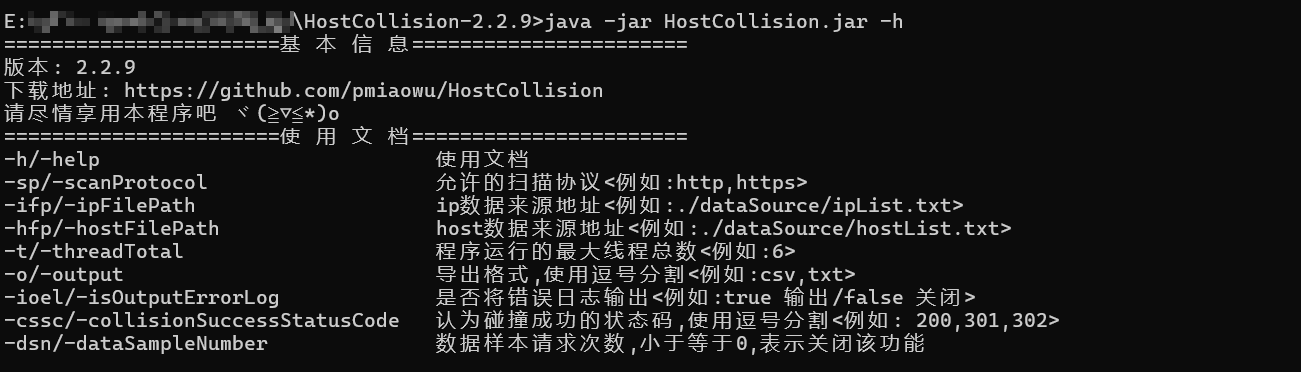 E:\HostCollision-2.2.9>java -jar HostCollision.jar -h
=======================基 本 信 息=======================
版本: 2.2.9
下载地址: https://github.com/pmiaowu/HostCollision
请尽情享用本程序吧 ヾ(≧▽≦*)o
=======================使 用 文 档=======================
-h/-help                            使用文档
-sp/-scanProtocol                   允许的扫描协议<例如:http,https>
-ifp/-ipFilePath                    ip数据来源地址<例如:./dataSource/ipList.txt>
-hfp/-hostFilePath                  host数据来源地址<例如:./dataSource/hostList.txt>
-t/-threadTotal                     程序运行的最大线程总数<例如:6>
-o/-output                          导出格式,使用逗号分割<例如:csv,txt>
-ioel/-isOutputErrorLog             是否将错误日志输出<例如:true 输出/false 关闭>
-cssc/-collisionSuccessStatusCode   认为碰撞成功的状态码,使用逗号分割<例如: 200,301,302>
-dsn/-dataSampleNumber              数据样本请求次数,小于等于0,表示关闭该功能